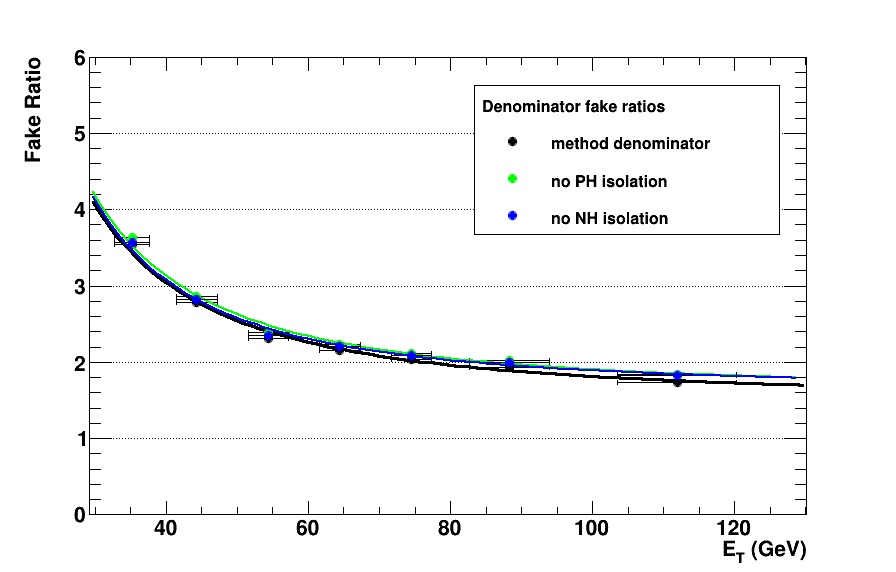 Fake Ratio
6
5
4
3
2
1
0
Denominator fake ratios
method denominator
no PH isolation
no NH isolation
40 60 80 100 120
E_T (GeV)